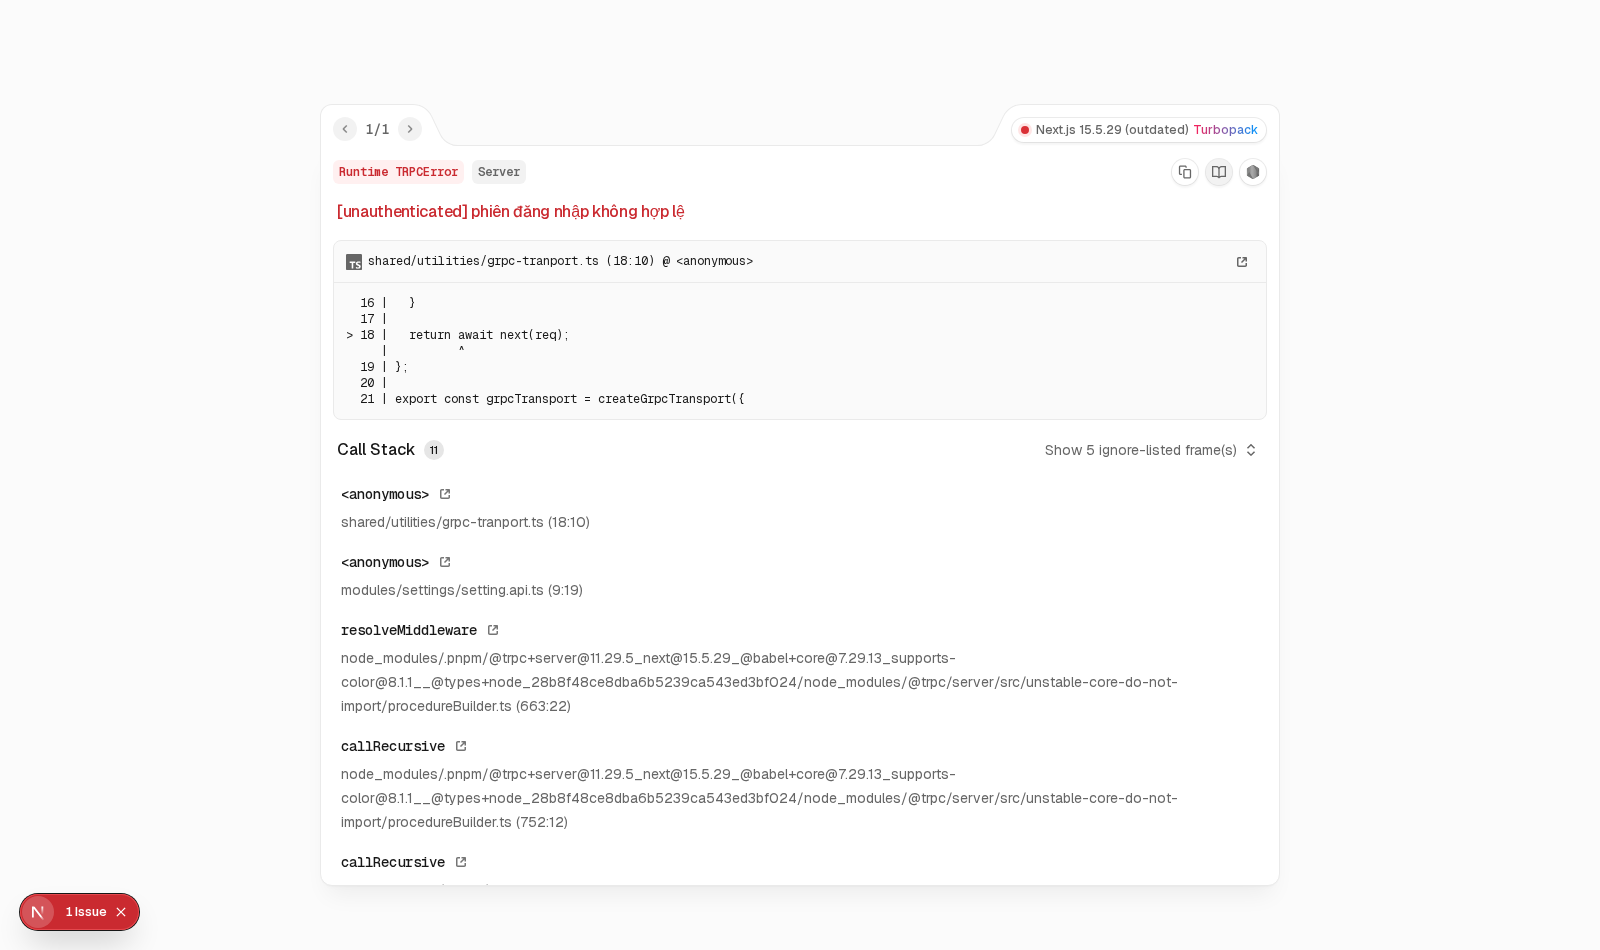 1/1
Next.js 15.5.29 (outdated) Turbopack
Runtime TRPCError Server
[unauthenticated] phiên đăng nhập không hợp lệ
TS shared/utilities/grpc-tranport.ts (18:10) @ <anonymous>
16 |   }
17 |
> 18 |   return await next(req);
|          ^
19 | };
20 |
21 | export const grpcTransport = createGrpcTransport({
Call Stack 11
Show 5 ignore-listed frame(s)
<anonymous>
shared/utilities/grpc-tranport.ts (18:10)
<anonymous>
modules/settings/setting.api.ts (9:19)
resolveMiddleware
node_modules/.pnpm/@trpc+server@11.29.5_next@15.5.29_@babel+core@7.29.13_supports-
color@8.1.1__@types+node_28b8f48ce8dba6b5239ca543ed3bf024/node_modules/@trpc/server/src/unstable-core-do-not-
import/procedureBuilder.ts (663:22)
callRecursive
node_modules/.pnpm/@trpc+server@11.29.5_next@15.5.29_@babel+core@7.29.13_supports-
color@8.1.1__@types+node_28b8f48ce8dba6b5239ca543ed3bf024/node_modules/@trpc/server/src/unstable-core-do-not-
import/procedureBuilder.ts (752:12)
callRecursive
1 Issue